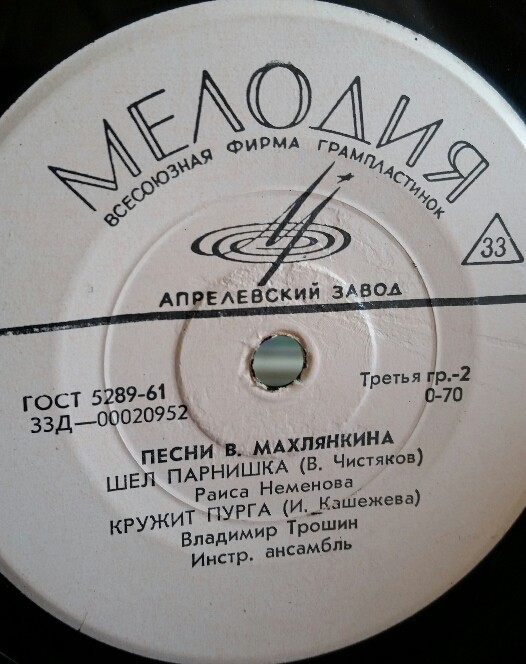 МЕЛОДИЯ
ВСЕСОЮЗНАЯ ФИРМА ГРАМПЛАСТИНОК
33
АПРЕЛЕВСКИЙ ЗАВОД
ГОСТ 5289-61
33Д—00020952
Третья гр.-2
0-70
ПЕСНИ В. МАХЛЯНКИНА
ШЕЛ ПАРНИШКА (В. Чистяков)
Раиса Неменова
КРУЖИТ ПУРГА (И. Кашежева)
Владимир Трошин
Инстр. ансамбль